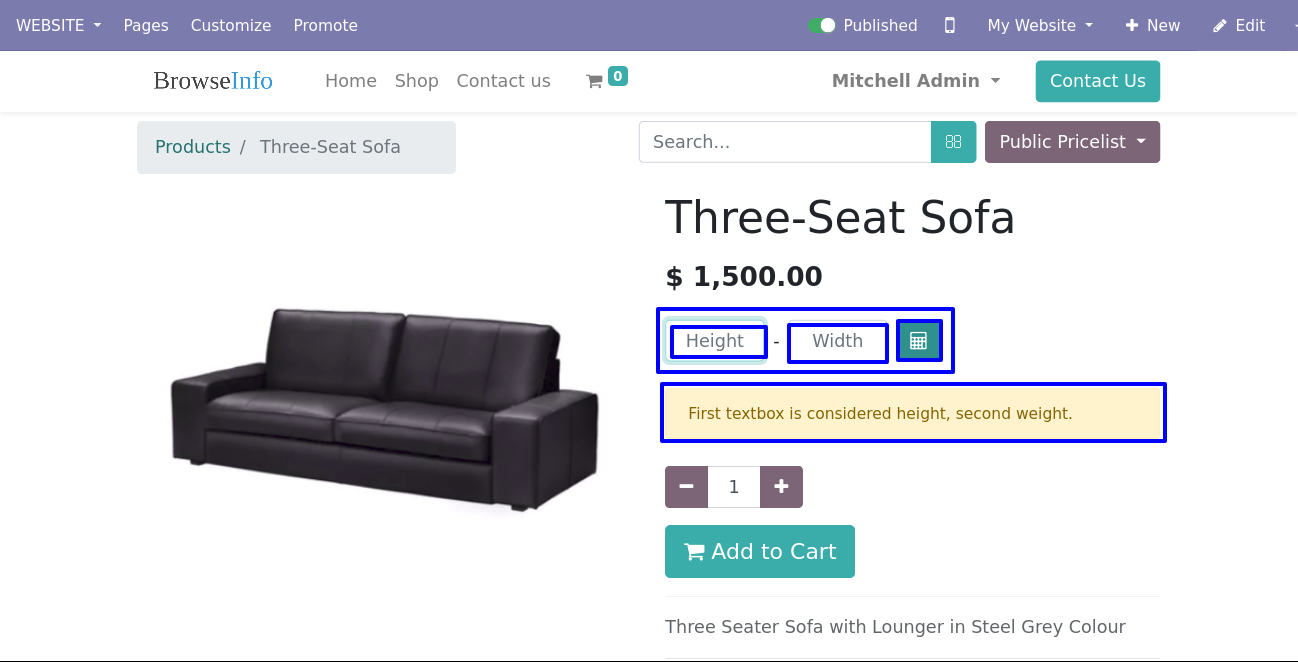 WEBSITE Pages Customize Promote Published My Website New Edit
BrowseInfo Home Shop Contact us 0 Mitchell Admin Contact Us
Products / Three-Seat Sofa Search... Public Pricelist
Three-Seat Sofa
$ 1,500.00
Height - Width
First textbox is considered height, second weight.
1
Add to Cart
Three Seater Sofa with Lounger in Steel Grey Colour